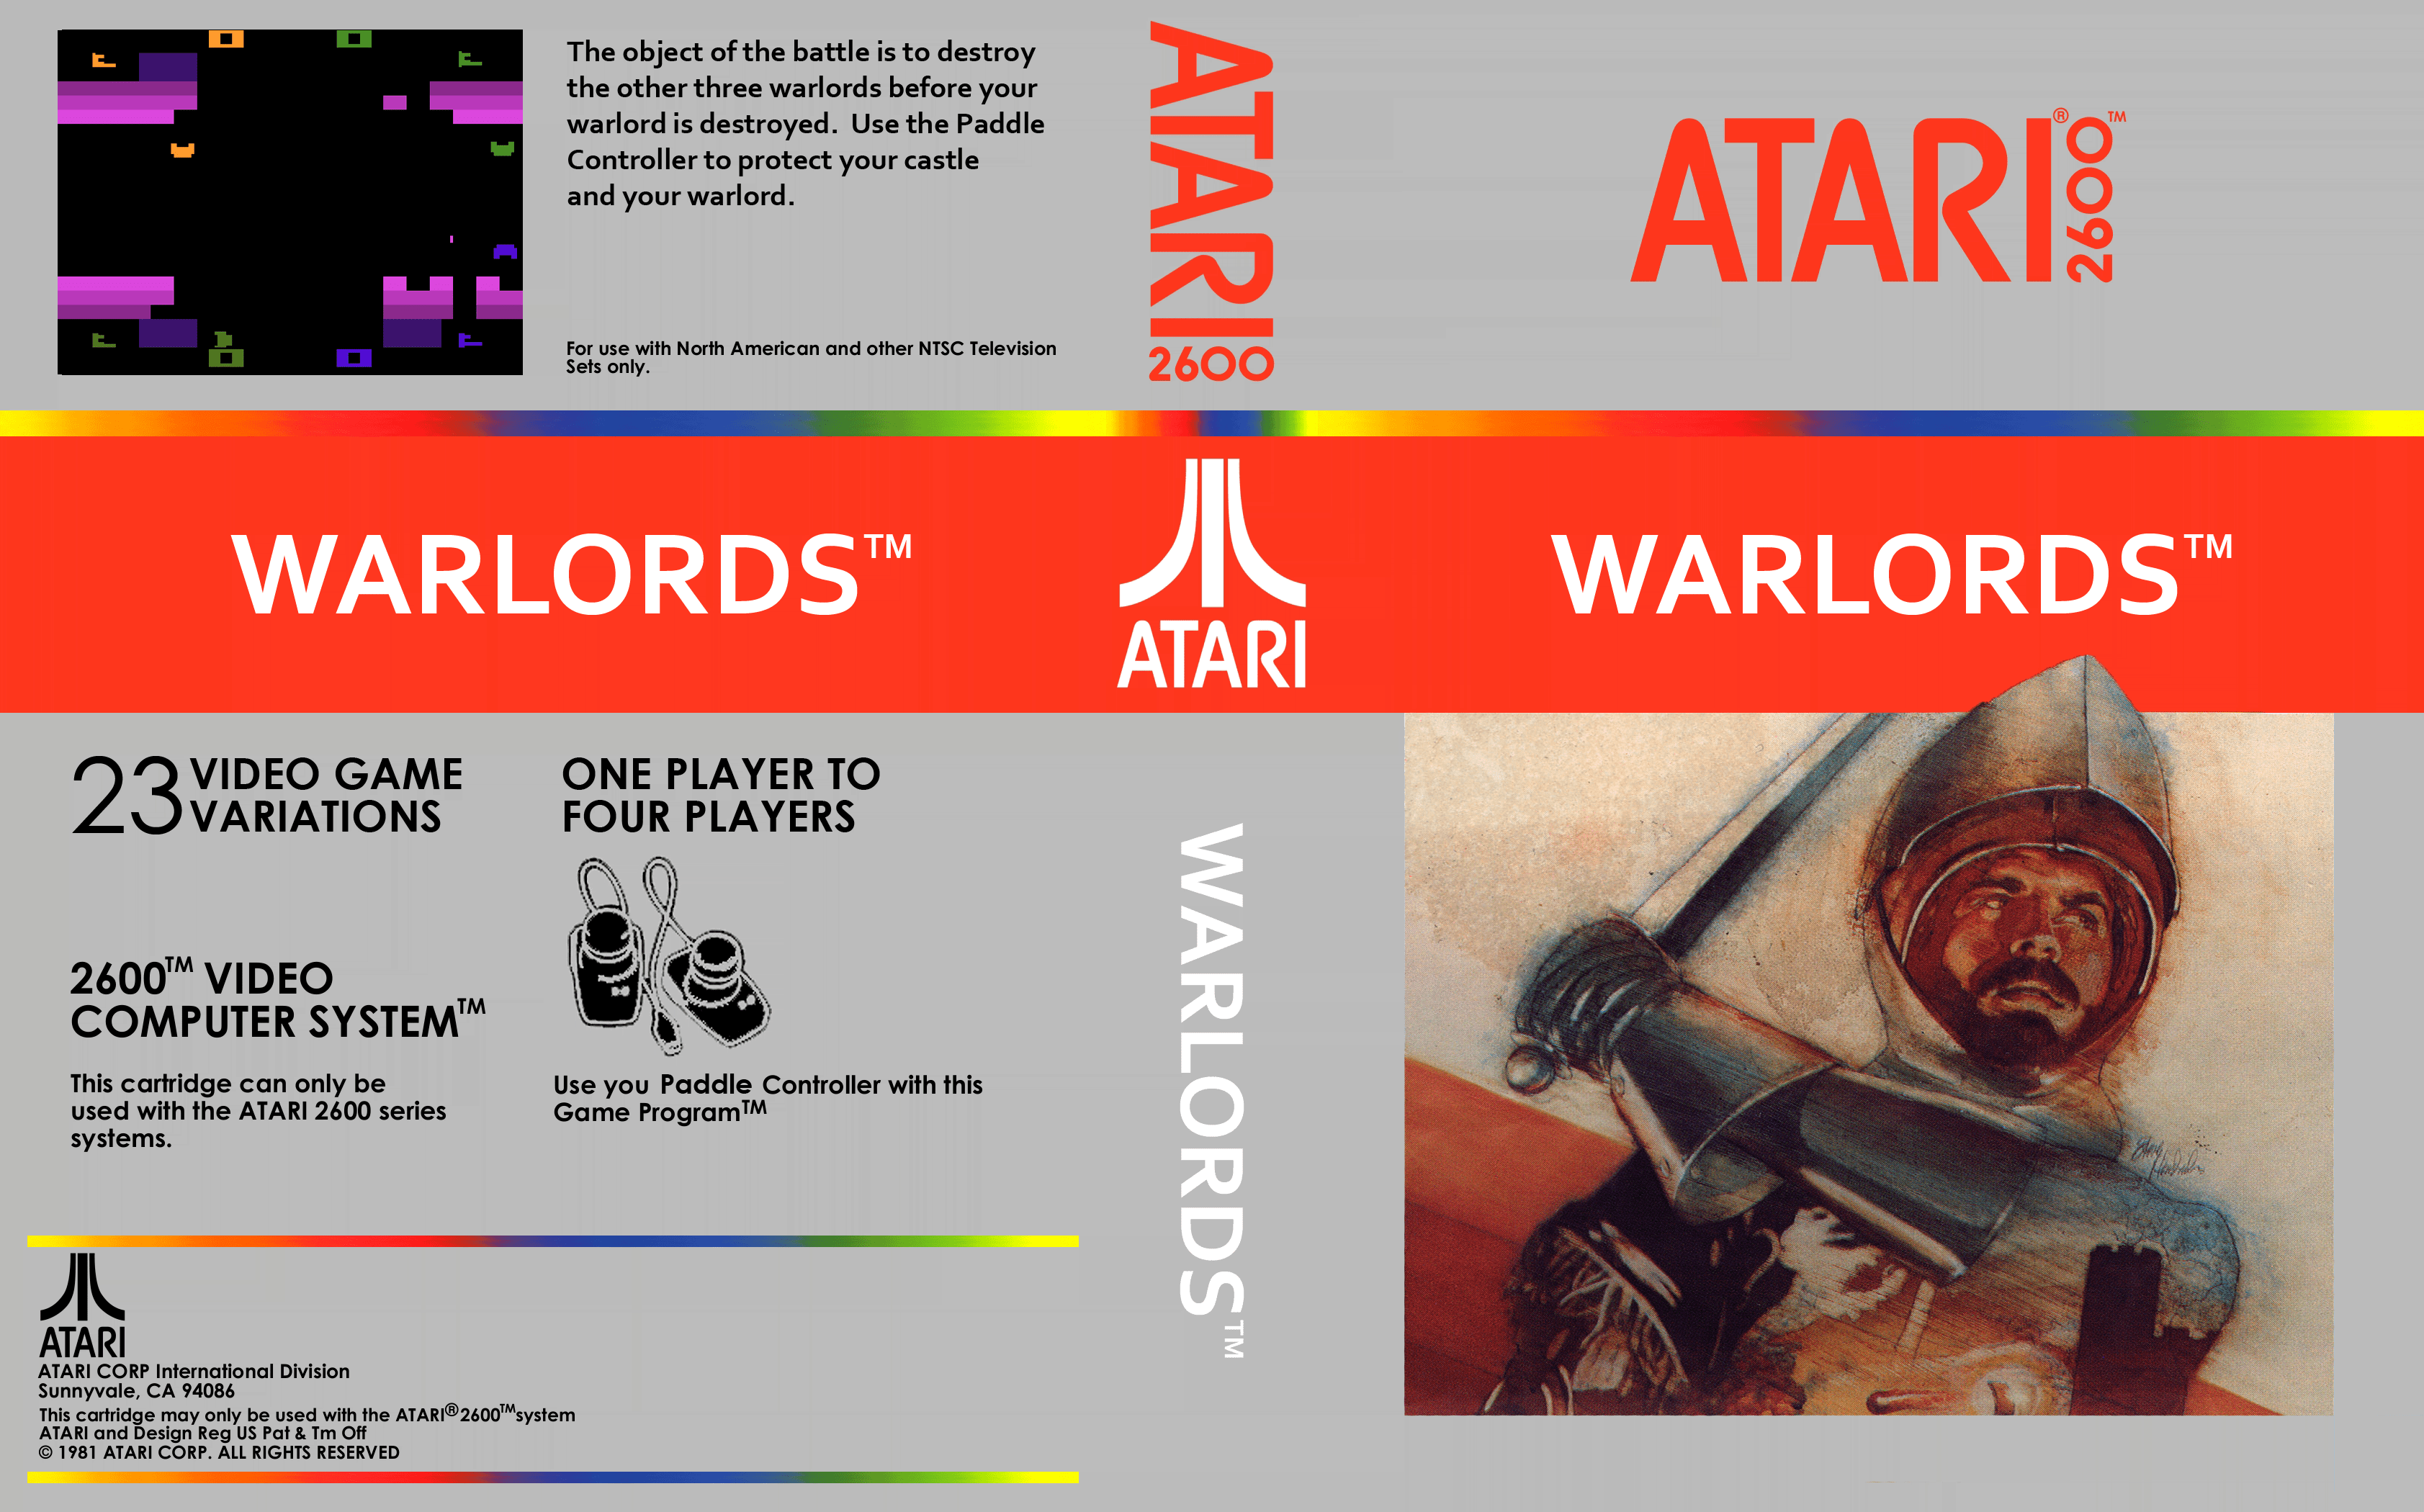 The object of the battle is to destroy
the other three warlords before your
warlord is destroyed.  Use the Paddle
Controller to protect your castle
and your warlord.
For use with North American and other NTSC Television
Sets only.
ATARI
2600
ATARI® 2600™
WARLORDS™
ATARI
WARLORDS™
23 VIDEO GAME
VARIATIONS
ONE PLAYER TO
FOUR PLAYERS
2600™ VIDEO
COMPUTER SYSTEM™
This cartridge can only be
used with the ATARI 2600 series
systems.
Use you Paddle Controller with this
Game Program™
WARLORDS™
ATARI
ATARI CORP International Division
Sunnyvale, CA 94086
This cartridge may only be used with the ATARI®2600™system
ATARI and Design Reg US Pat & Tm Off
© 1981 ATARI CORP. ALL RIGHTS RESERVED